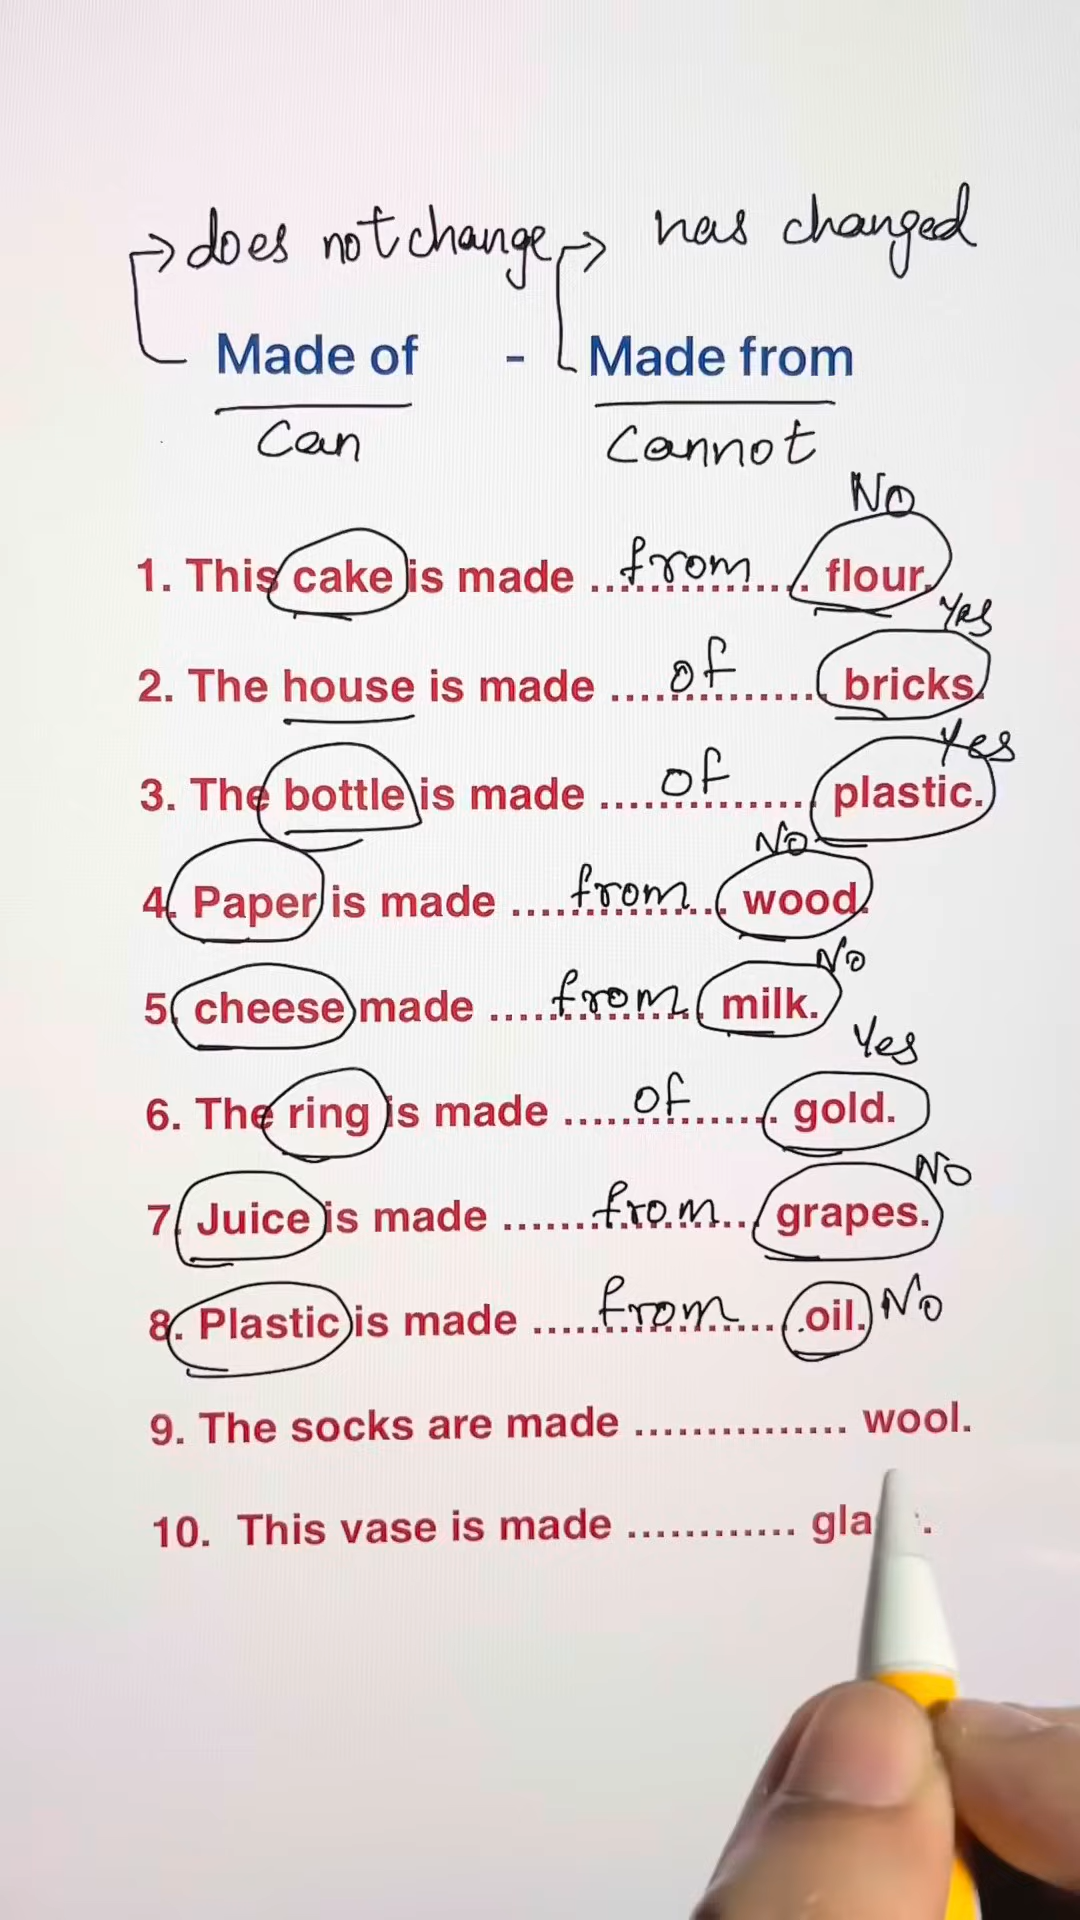 does not change has changed
Made of - Made from
Can Cannot
No
1. This cake is made ...from... flour.
Yes
2. The house is made ...of... bricks.
Yes
3. The bottle is made ...of... plastic.
No
4. Paper is made ...from... wood.
No
5. cheese made ...from... milk.
Yes
6. The ring is made ...of... gold.
No
7. Juice is made ...from... grapes.
8. Plastic is made ...from... oil. No
9. The socks are made ............... wool.
10. This vase is made ............